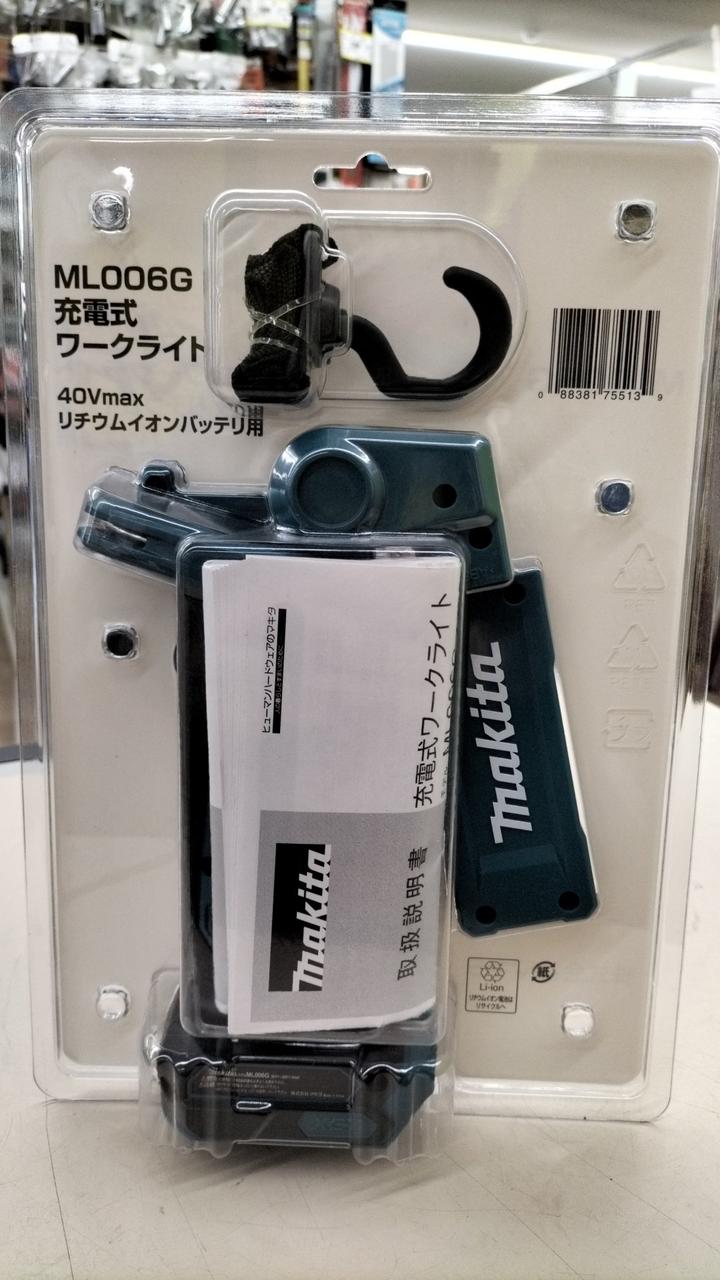 ML006G
充電式
ワークライト
40Vmax
リチウムイオンバッテリ用
0 88381 75513 9
ヒューマンハードウェアのマキタ
充電式ワークライト
取扱説明書
makita
makita
Li-ion
リチウムイオン電池は
リサイクルへ
紙
makita
ML006G